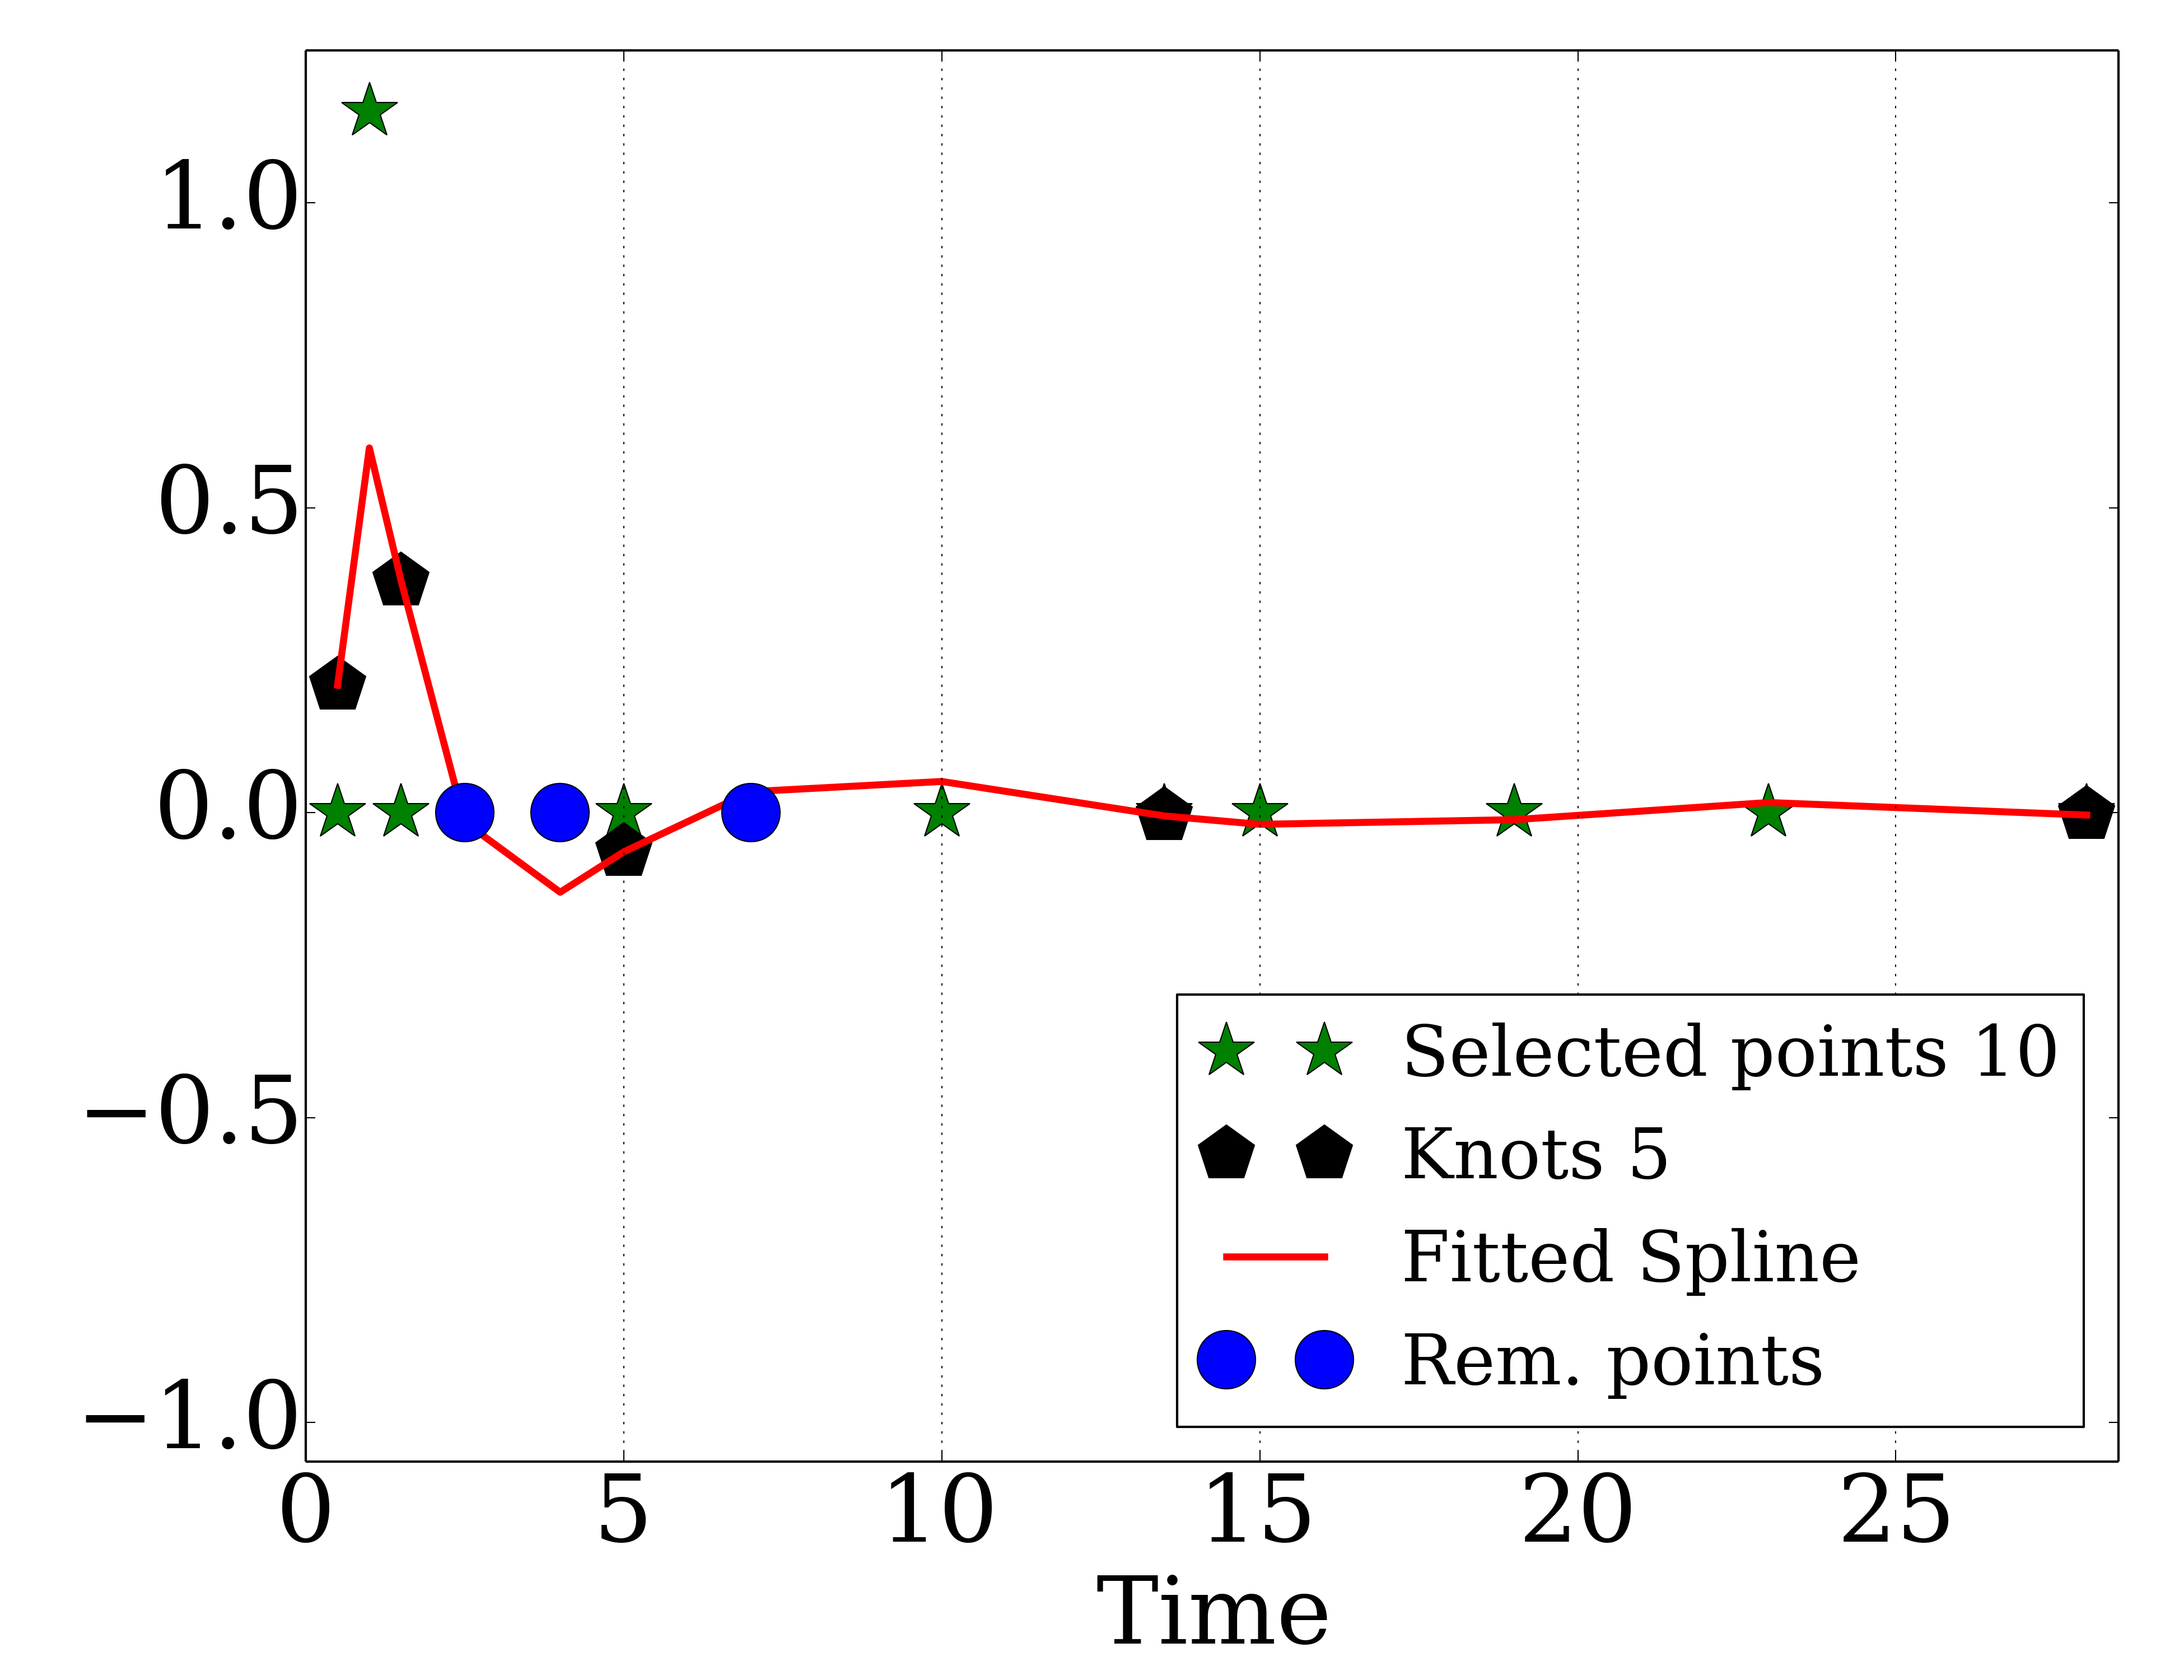 1.0
0.5
0.0
−0.5
−1.0
0 5 10 15 20 25
Time
Selected points 10
Knots 5
Fitted Spline
Rem. points